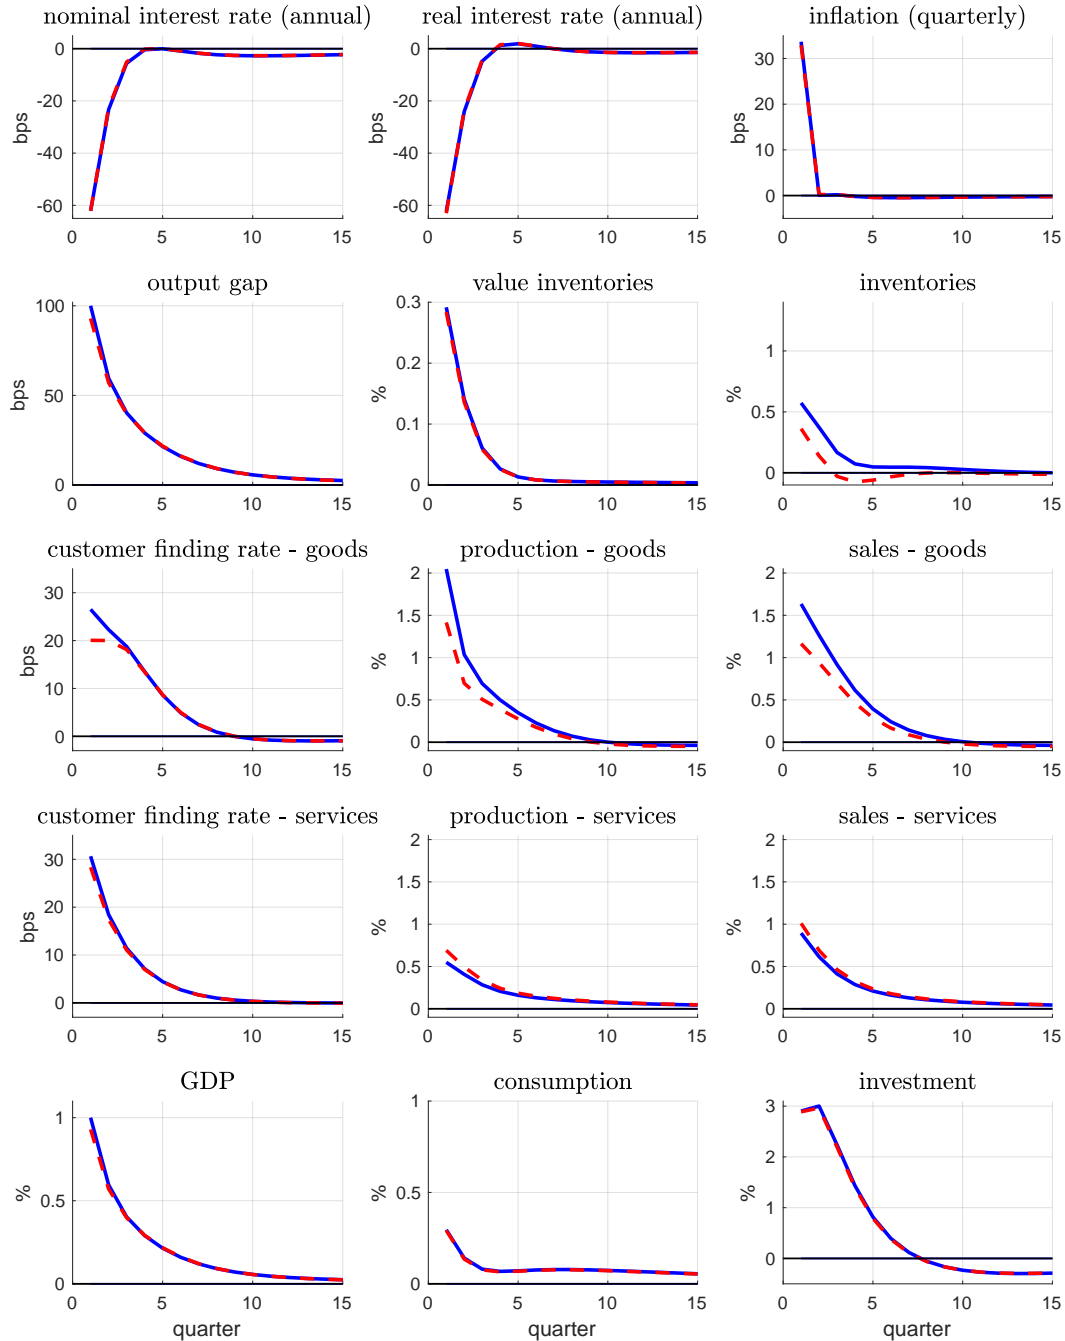 nominal interest rate (annual)
real interest rate (annual)
inflation (quarterly)
0
-20
-40
-60
bps
0 5 10 15
0
-20
-40
-60
bps
0 5 10 15
30
20
10
0
bps
0 5 10 15
output gap
value inventories
inventories
100
50
0
bps
0 5 10 15
0.3
0.2
0.1
0
%
0 5 10 15
1
0.5
0
%
0 5 10 15
customer finding rate - goods
production - goods
sales - goods
30
20
10
0
bps
0 5 10 15
2
1.5
1
0.5
0
%
0 5 10 15
2
1.5
1
0.5
0
%
0 5 10 15
customer finding rate - services
production - services
sales - services
30
20
10
0
bps
0 5 10 15
2
1.5
1
0.5
0
%
0 5 10 15
2
1.5
1
0.5
0
%
0 5 10 15
GDP
consumption
investment
1
0.5
0
%
0 5 10 15
quarter
1
0.5
0
%
0 5 10 15
quarter
3
2
1
0
%
0 5 10 15
quarter